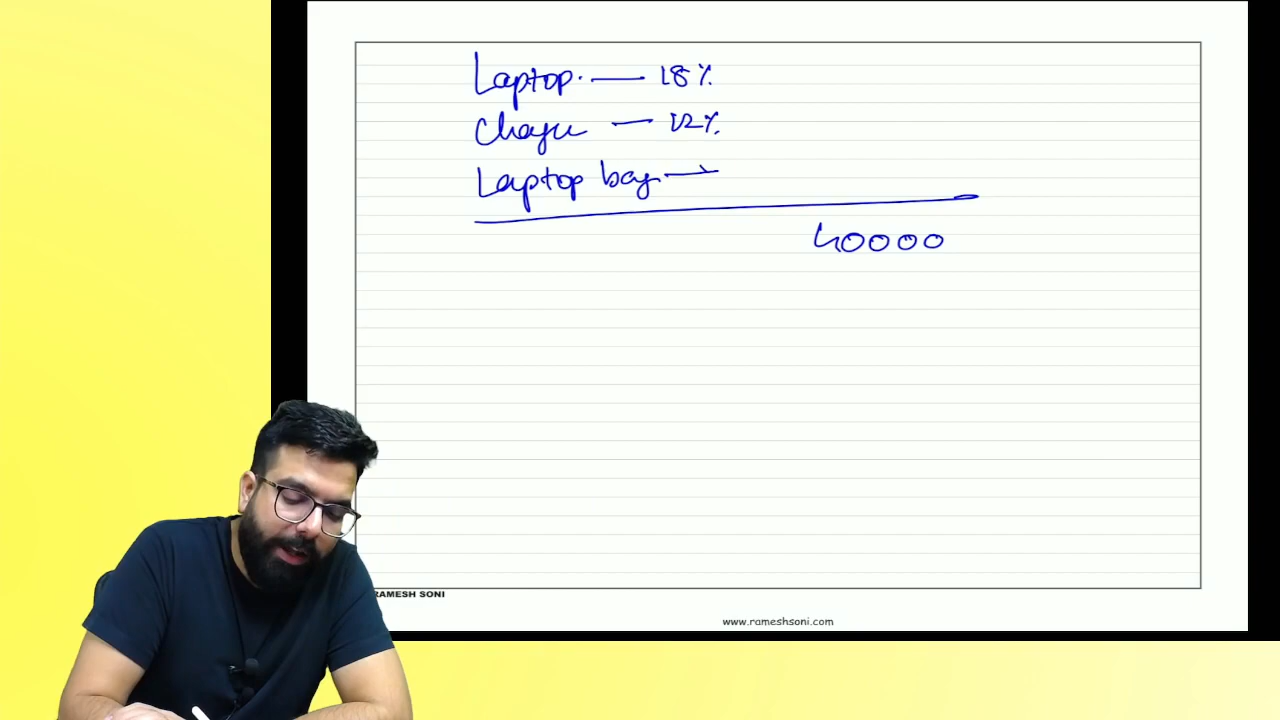 Laptop. — 18%
Charger — 12%
Laptop bag →
40000
RAMESH SONI
www.rameshsoni.com